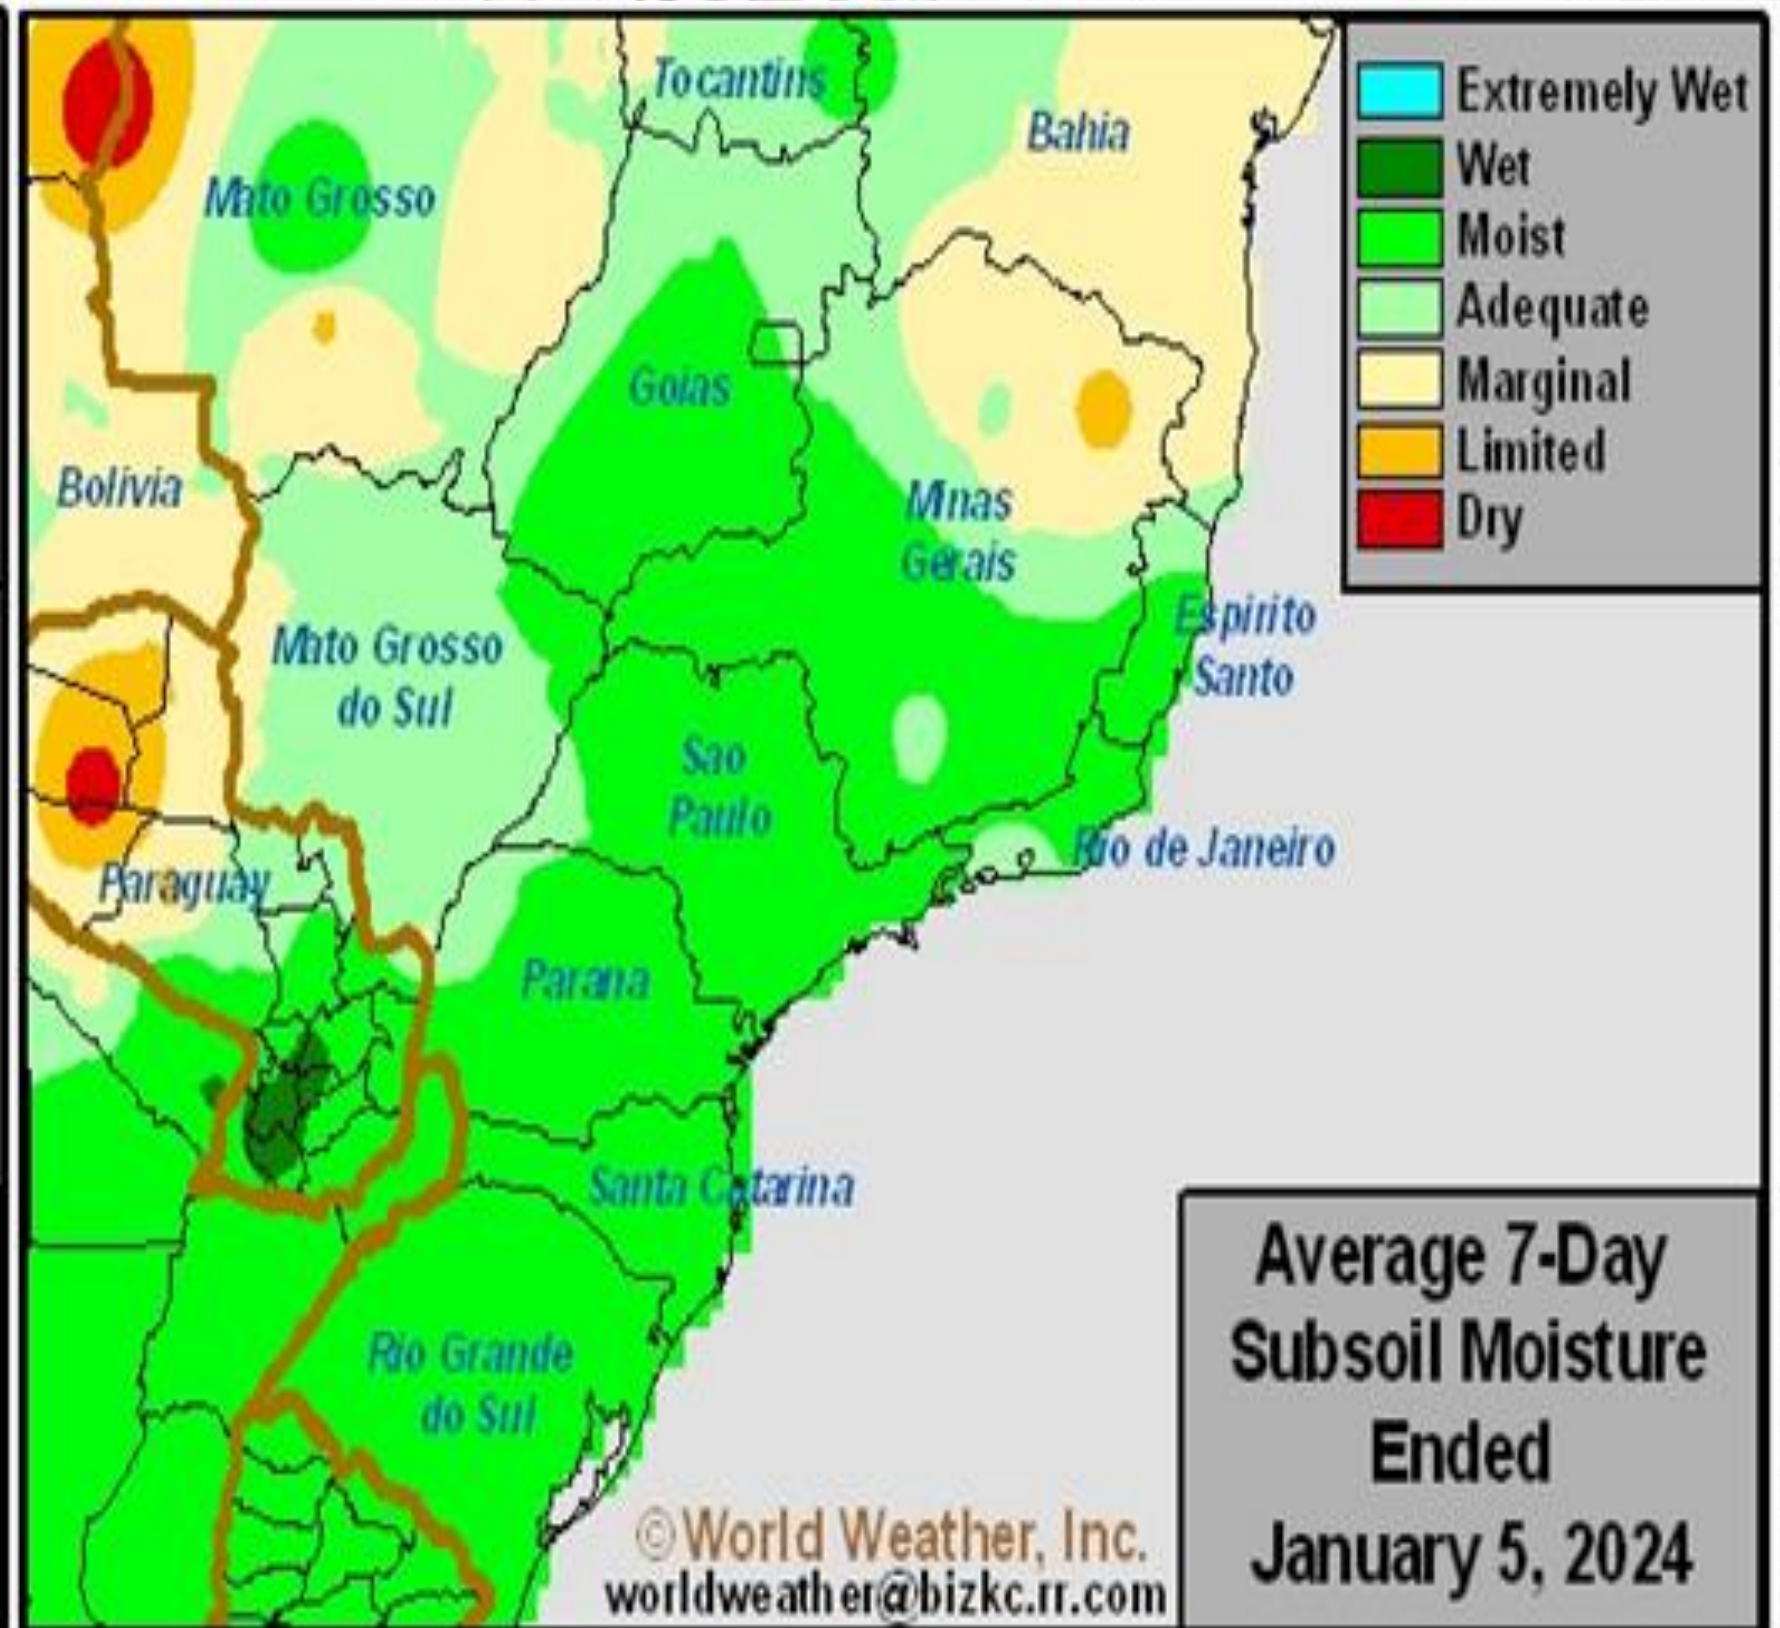 Tocantins
Bahia
Mato Grosso
Goias
Bolivia
Minas
Gerais
Espirito
Santo
Mato Grosso
do Sul
Sao
Paulo
Rio de Janeiro
Paraguay
Parana
Santa Catarina
Rio Grande
do Sul
Extremely Wet
Wet
Moist
Adequate
Marginal
Limited
Dry
Average 7-Day
Subsoil Moisture
Ended
January 5, 2024
©World Weather, Inc.
worldweather@bizkc.rr.com